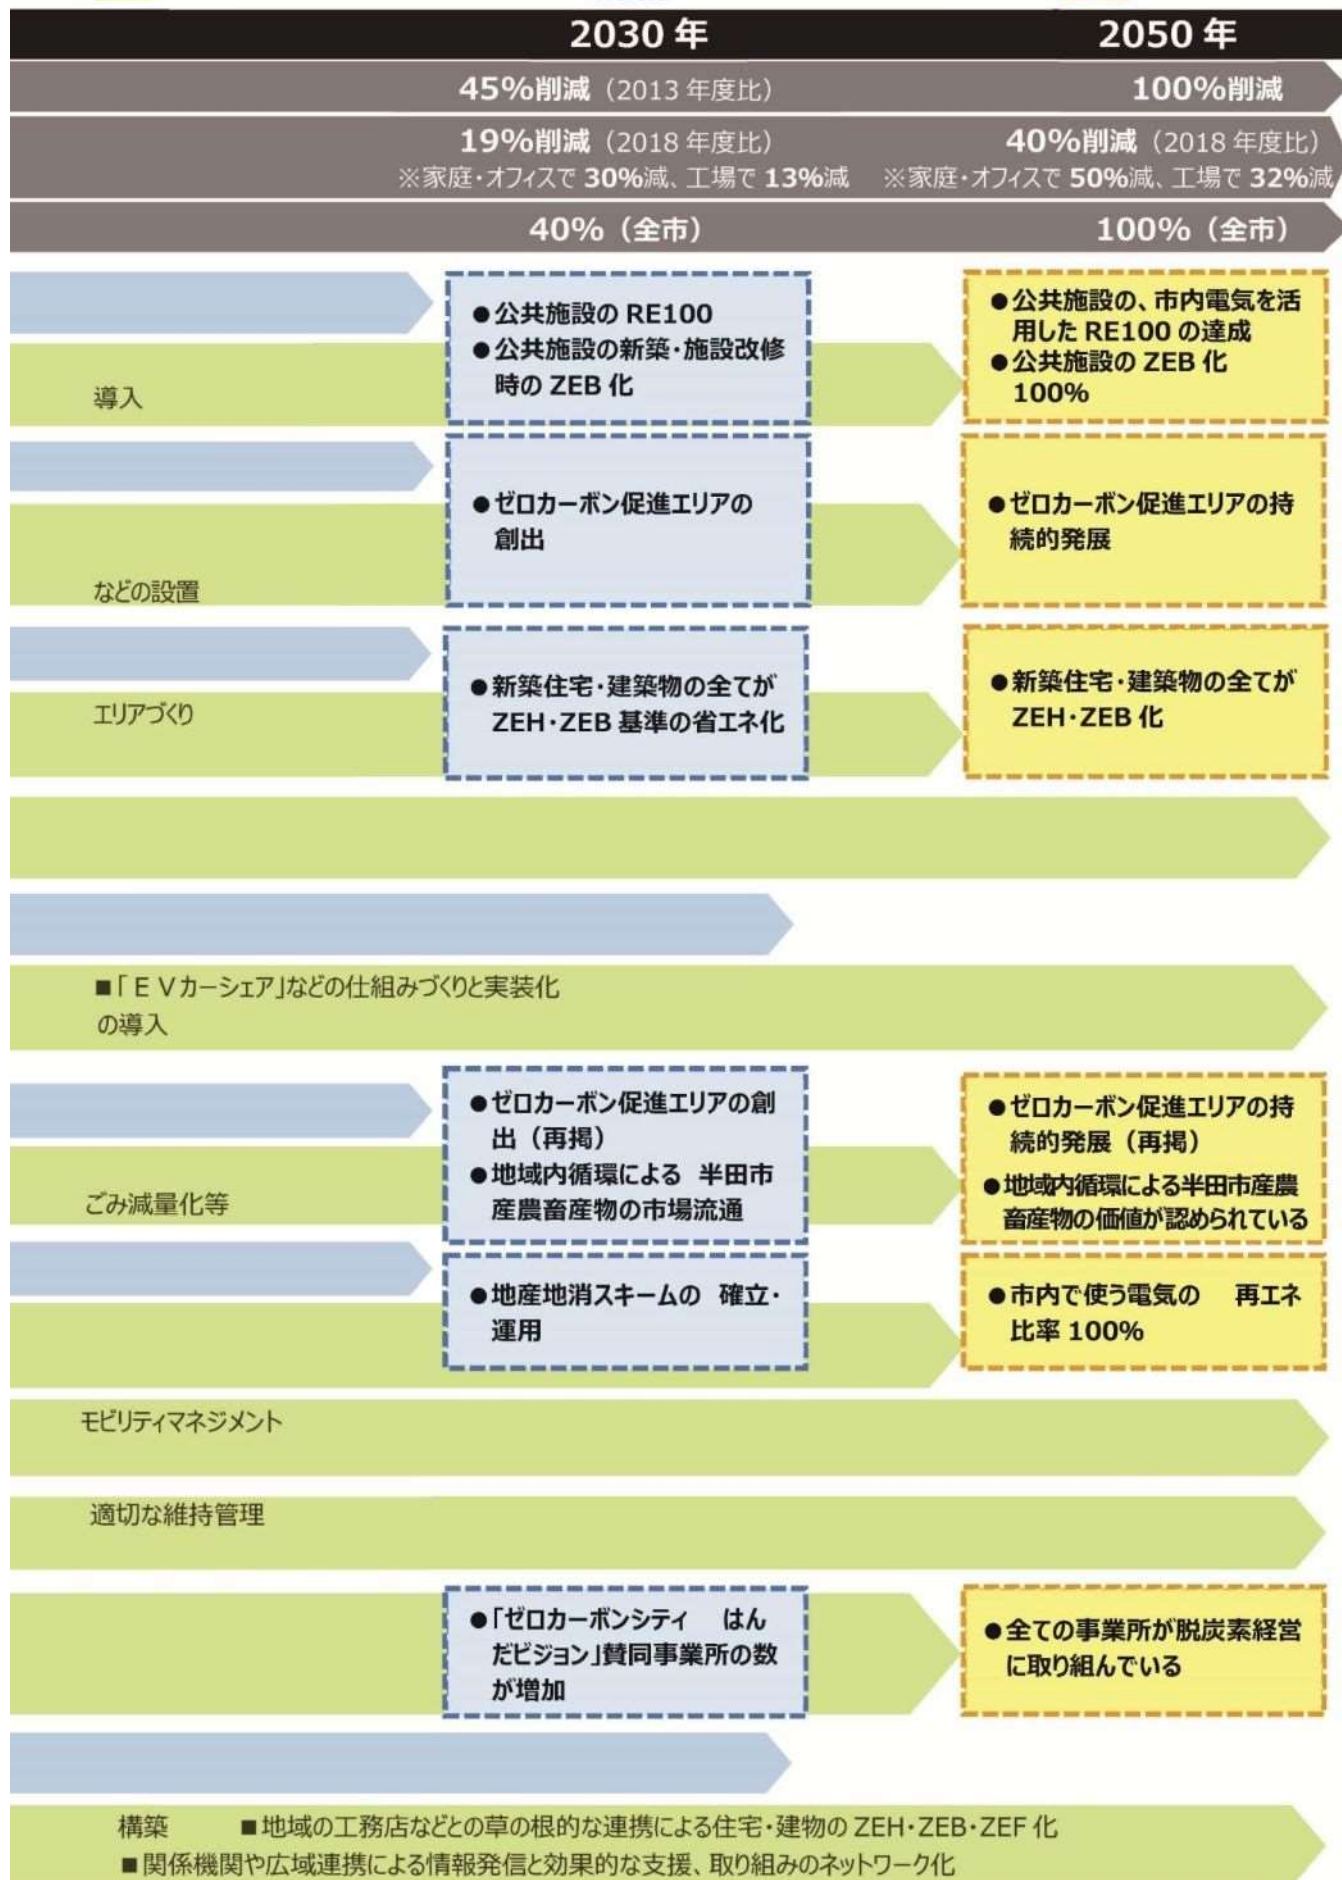 2030 年
2050 年
45%削減（2013 年度比）
100%削減
19%削減（2018 年度比）
※家庭・オフィスで 30%減、工場で 13%減
40%削減（2018 年度比）
※家庭・オフィスで 50%減、工場で 32%減
40%（全市）
100%（全市）
導入
●公共施設の RE100
●公共施設の新築・施設改修
時の ZEB 化
●公共施設の、市内電気を活
用した RE100 の達成
●公共施設の ZEB 化
100%
などの設置
●ゼロカーボン促進エリアの
創出
●ゼロカーボン促進エリアの持
続的発展
エリアづくり
●新築住宅・建築物の全てが
ZEH・ZEB 基準の省エネ化
●新築住宅・建築物の全てが
ZEH・ZEB 化
■「ＥＶカーシェア」などの仕組みづくりと実装化
の導入
ごみ減量化等
●ゼロカーボン促進エリアの創
出（再掲）
●地域内循環による 半田市
産農畜産物の市場流通
●ゼロカーボン促進エリアの持
続的発展（再掲）
●地域内循環による半田市産農
畜産物の価値が認められている
●地産地消スキームの 確立・
運用
●市内で使う電気の 再エネ
比率 100%
モビリティマネジメント
適切な維持管理
●「ゼロカーボンシティ はん
だビジョン」賛同事業所の数
が増加
●全ての事業所が脱炭素経営
に取り組んでいる
構築 ■地域の工務店などとの草の根的な連携による住宅・建物の ZEH・ZEB・ZEF 化
■関係機関や広域連携による情報発信と効果的な支援、取り組みのネットワーク化